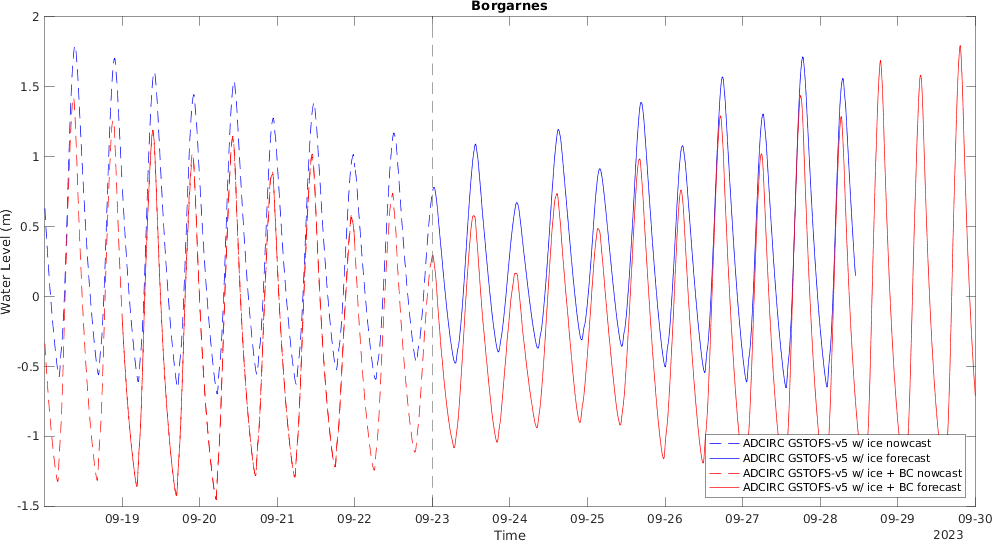 Borgarnes
2
1.5
1
0.5
0
-0.5
-1
-1.5
Water Level (m)
ADCIRC GSTOFS-v5 w/ ice nowcast
ADCIRC GSTOFS-v5 w/ ice forecast
ADCIRC GSTOFS-v5 w/ ice + BC nowcast
ADCIRC GSTOFS-v5 w/ ice + BC forecast
09-19 09-20 09-21 09-22 09-23 09-24 09-25 09-26 09-27 09-28 09-29 09-30
Time
2023